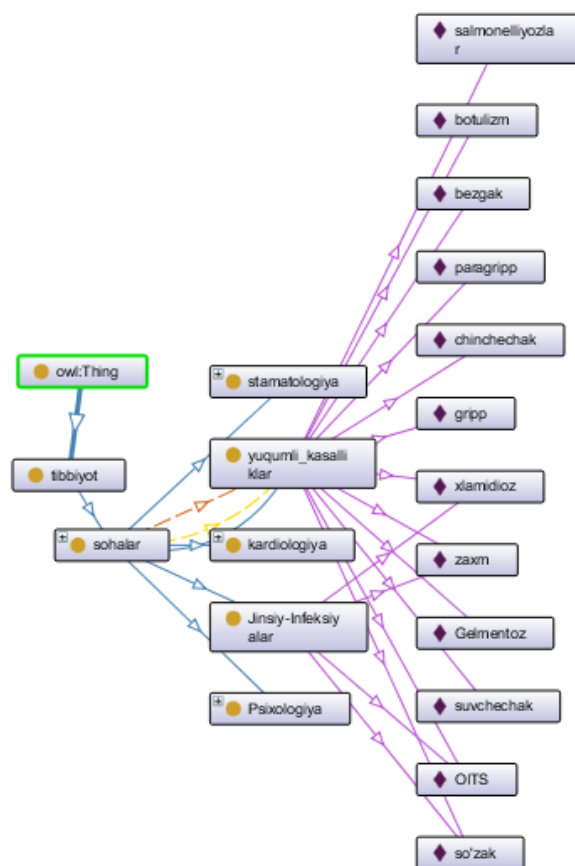 salmonelliyozla
r
botulizm
bezgak
paragripp
chinchechak
owl:Thing
stamatologiya
gripp
yuqumli_kasalli
klar
tibbiyot
xlamidioz
sohalar
kardiologiya
zaxm
Jinsiy-Infeksiy
alar
Gelmentoz
Psixologiya
suvchechak
OITS
so'zak